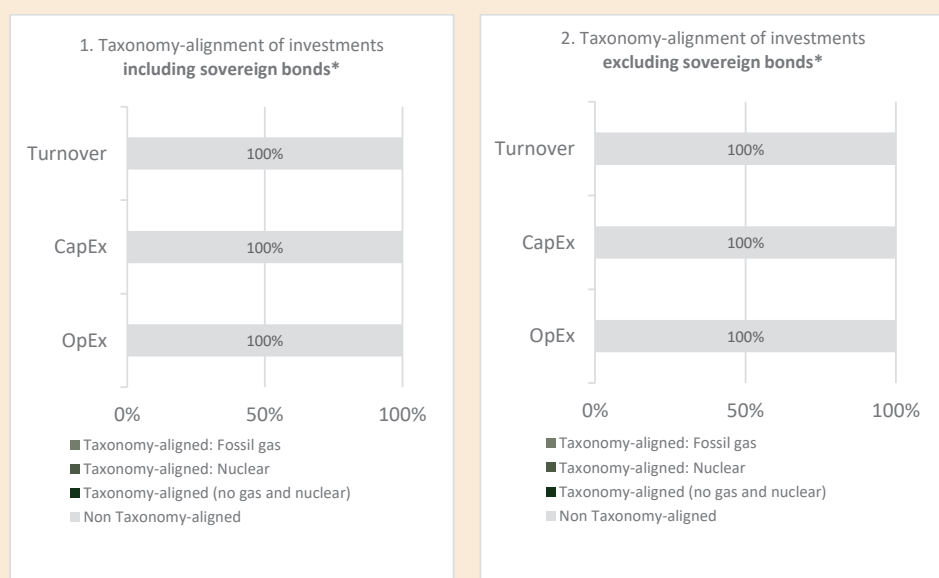 1. Taxonomy-alignment of investments
including sovereign bonds*
Turnover
100%
CapEx
100%
OpEx
100%
0%
50%
100%
Taxonomy-aligned: Fossil gas
Taxonomy-aligned: Nuclear
Taxonomy-aligned (no gas and nuclear)
Non Taxonomy-aligned
2. Taxonomy-alignment of investments
excluding sovereign bonds*
Turnover
100%
CapEx
100%
OpEx
100%
0%
50%
100%
Taxonomy-aligned: Fossil gas
Taxonomy-aligned: Nuclear
Taxonomy-aligned (no gas and nuclear)
Non Taxonomy-aligned